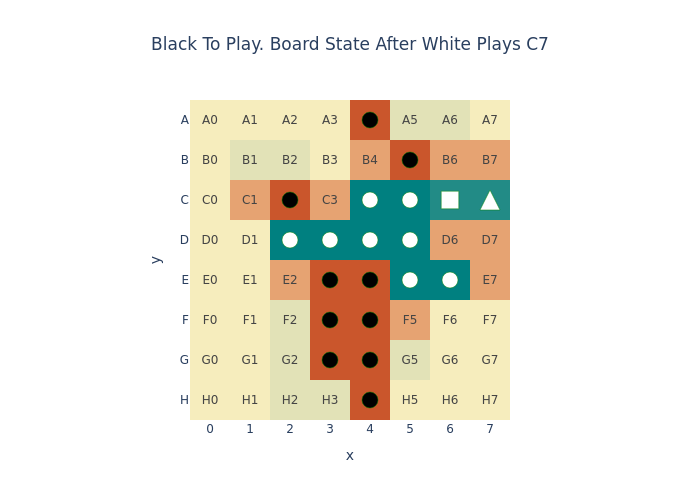 Black To Play. Board State After White Plays C7
A A0 A1 A2 A3 A5 A6 A7
B B0 B1 B2 B3 B4 B6 B7
C C0 C1 C3
D D0 D1 D6 D7
E E0 E1 E2 E7
F F0 F1 F2 F5 F6 F7
G G0 G1 G2 G5 G6 G7
H H0 H1 H2 H3 H5 H6 H7
0 1 2 3 4 5 6 7
x
y